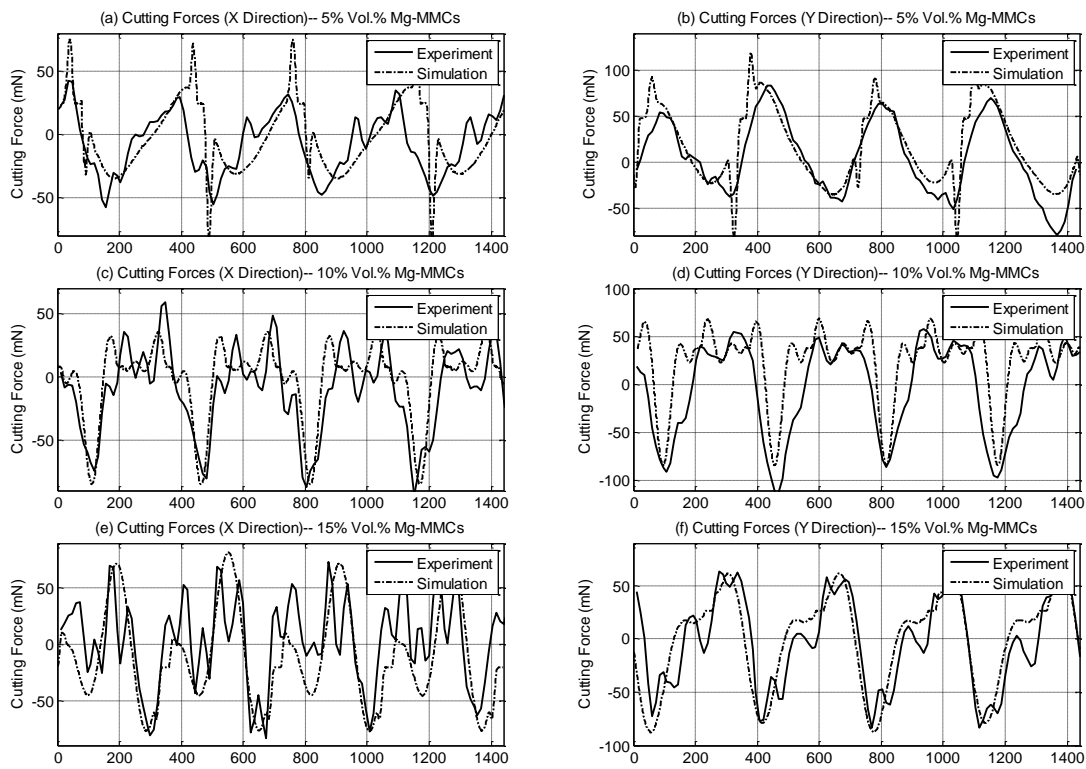 (a) Cutting Forces (X Direction)-- 5% Vol.% Mg-MMCs
Cutting Force (mN)
50
0
-50
0 200 400 600 800 1000 1200 1400
Experiment
Simulation
(b) Cutting Forces (Y Direction)-- 5% Vol.% Mg-MMCs
Cutting Force (mN)
100
50
0
-50
0 200 400 600 800 1000 1200 1400
Experiment
Simulation
(c) Cutting Forces (X Direction)-- 10% Vol.% Mg-MMCs
Cutting Force (mN)
50
0
-50
0 200 400 600 800 1000 1200 1400
Experiment
Simulation
(d) Cutting Forces (Y Direction)-- 10% Vol.% Mg-MMCs
Cutting Force (mN)
100
50
0
-50
-100
0 200 400 600 800 1000 1200 1400
Experiment
Simulation
(e) Cutting Forces (X Direction)-- 15% Vol.% Mg-MMCs
Cutting Force (mN)
50
0
-50
0 200 400 600 800 1000 1200 1400
Experiment
Simulation
(f) Cutting Forces (Y Direction)-- 15% Vol.% Mg-MMCs
Cutting Force (mN)
50
0
-50
-100
0 200 400 600 800 1000 1200 1400
Experiment
Simulation